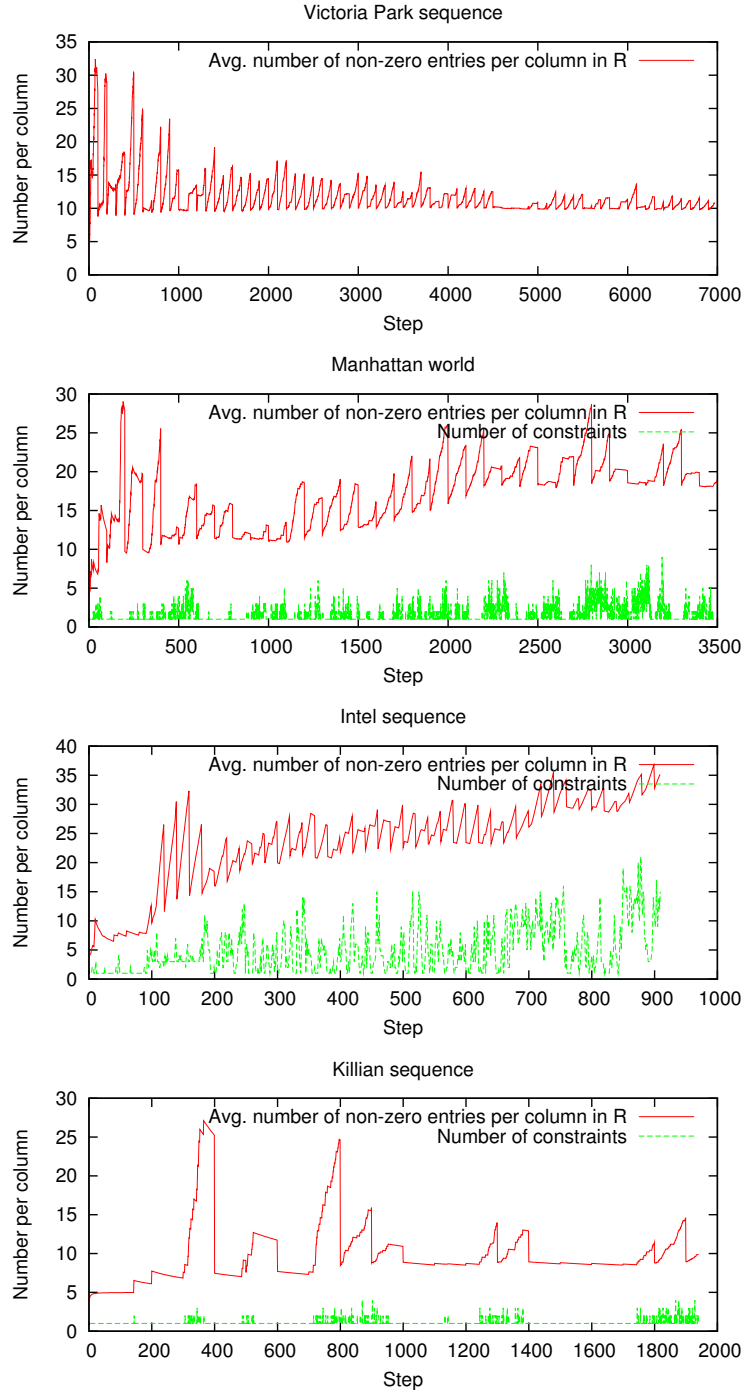 Victoria Park sequence
35
30
25
20
15
10
5
0
Number per column
Avg. number of non-zero entries per column in R
0 1000 2000 3000 4000 5000 6000 7000
Step
Manhattan world
30
25
20
15
10
5
0
Number per column
Avg. number of non-zero entries per column in R
Number of constraints
0 500 1000 1500 2000 2500 3000 3500
Step
Intel sequence
40
35
30
25
20
15
10
5
0
Number per column
Avg. number of non-zero entries per column in R
Number of constraints
0 100 200 300 400 500 600 700 800 900 1000
Step
Killian sequence
30
25
20
15
10
5
0
Number per column
Avg. number of non-zero entries per column in R
Number of constraints
0 200 400 600 800 1000 1200 1400 1600 1800 2000
Step